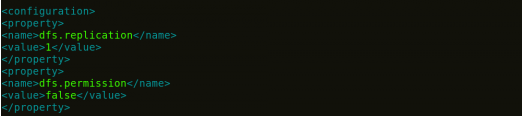 <configuration>
<property>
<name>dfs.replication</name>
<value>1</value>
</property>
<property>
<name>dfs.permission</name>
<value>false</value>
</property>